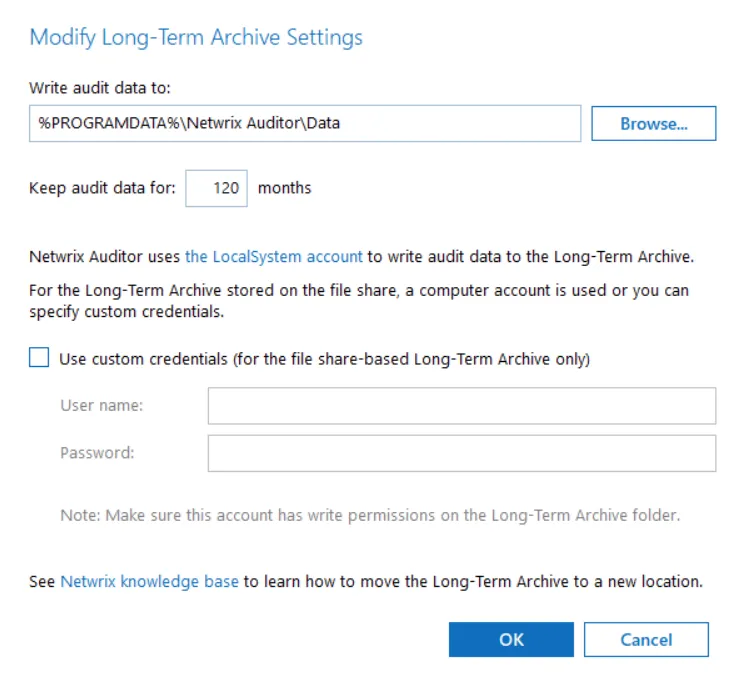 Modify Long-Term Archive Settings
Write audit data to:
%PROGRAMDATA%\Netwrix Auditor\Data
Browse...
Keep audit data for: 120 months
Netwrix Auditor uses the LocalSystem account to write audit data to the Long-Term Archive.
For the Long-Term Archive stored on the file share, a computer account is used or you can
specify custom credentials.
Use custom credentials (for the file share-based Long-Term Archive only)
User name:
Password:
Note: Make sure this account has write permissions on the Long-Term Archive folder.
See Netwrix knowledge base to learn how to move the Long-Term Archive to a new location.
OK
Cancel